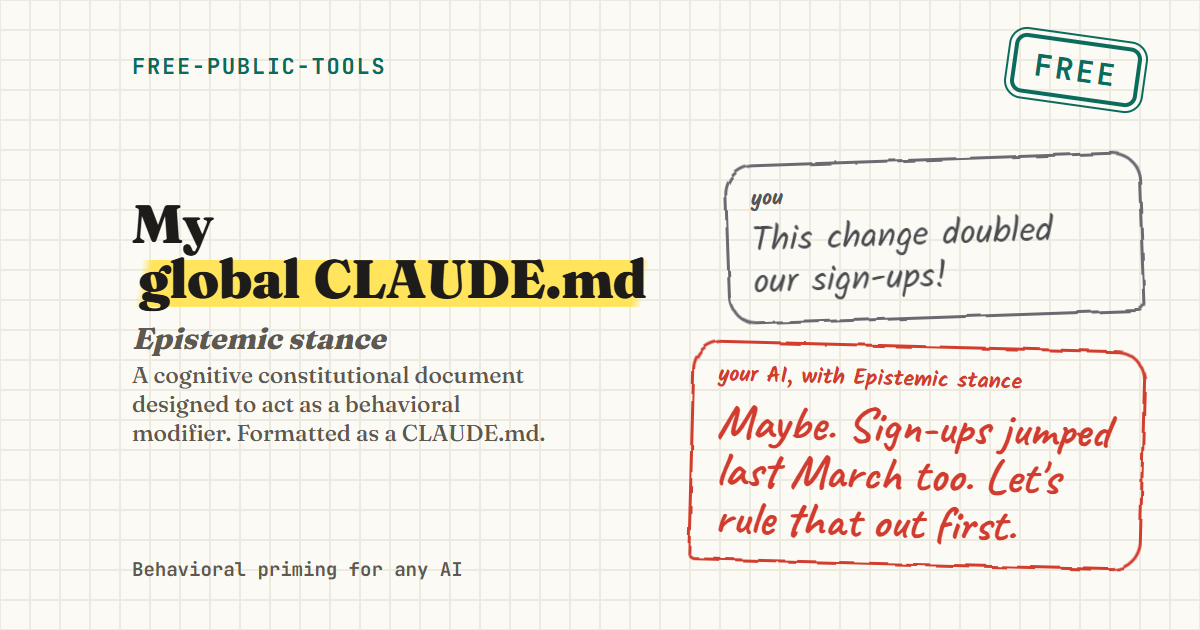 FREE-PUBLIC-TOOLS
FREE
My
global CLAUDE.md
Epistemic stance
A cognitive constitutional document
designed to act as a behavioral
modifier. Formatted as a CLAUDE.md.
Behavioral priming for any AI
you
This change doubled
our sign-ups!
your AI, with Epistemic stance
Maybe. Sign-ups jumped
last March too. Let's
rule that out first.